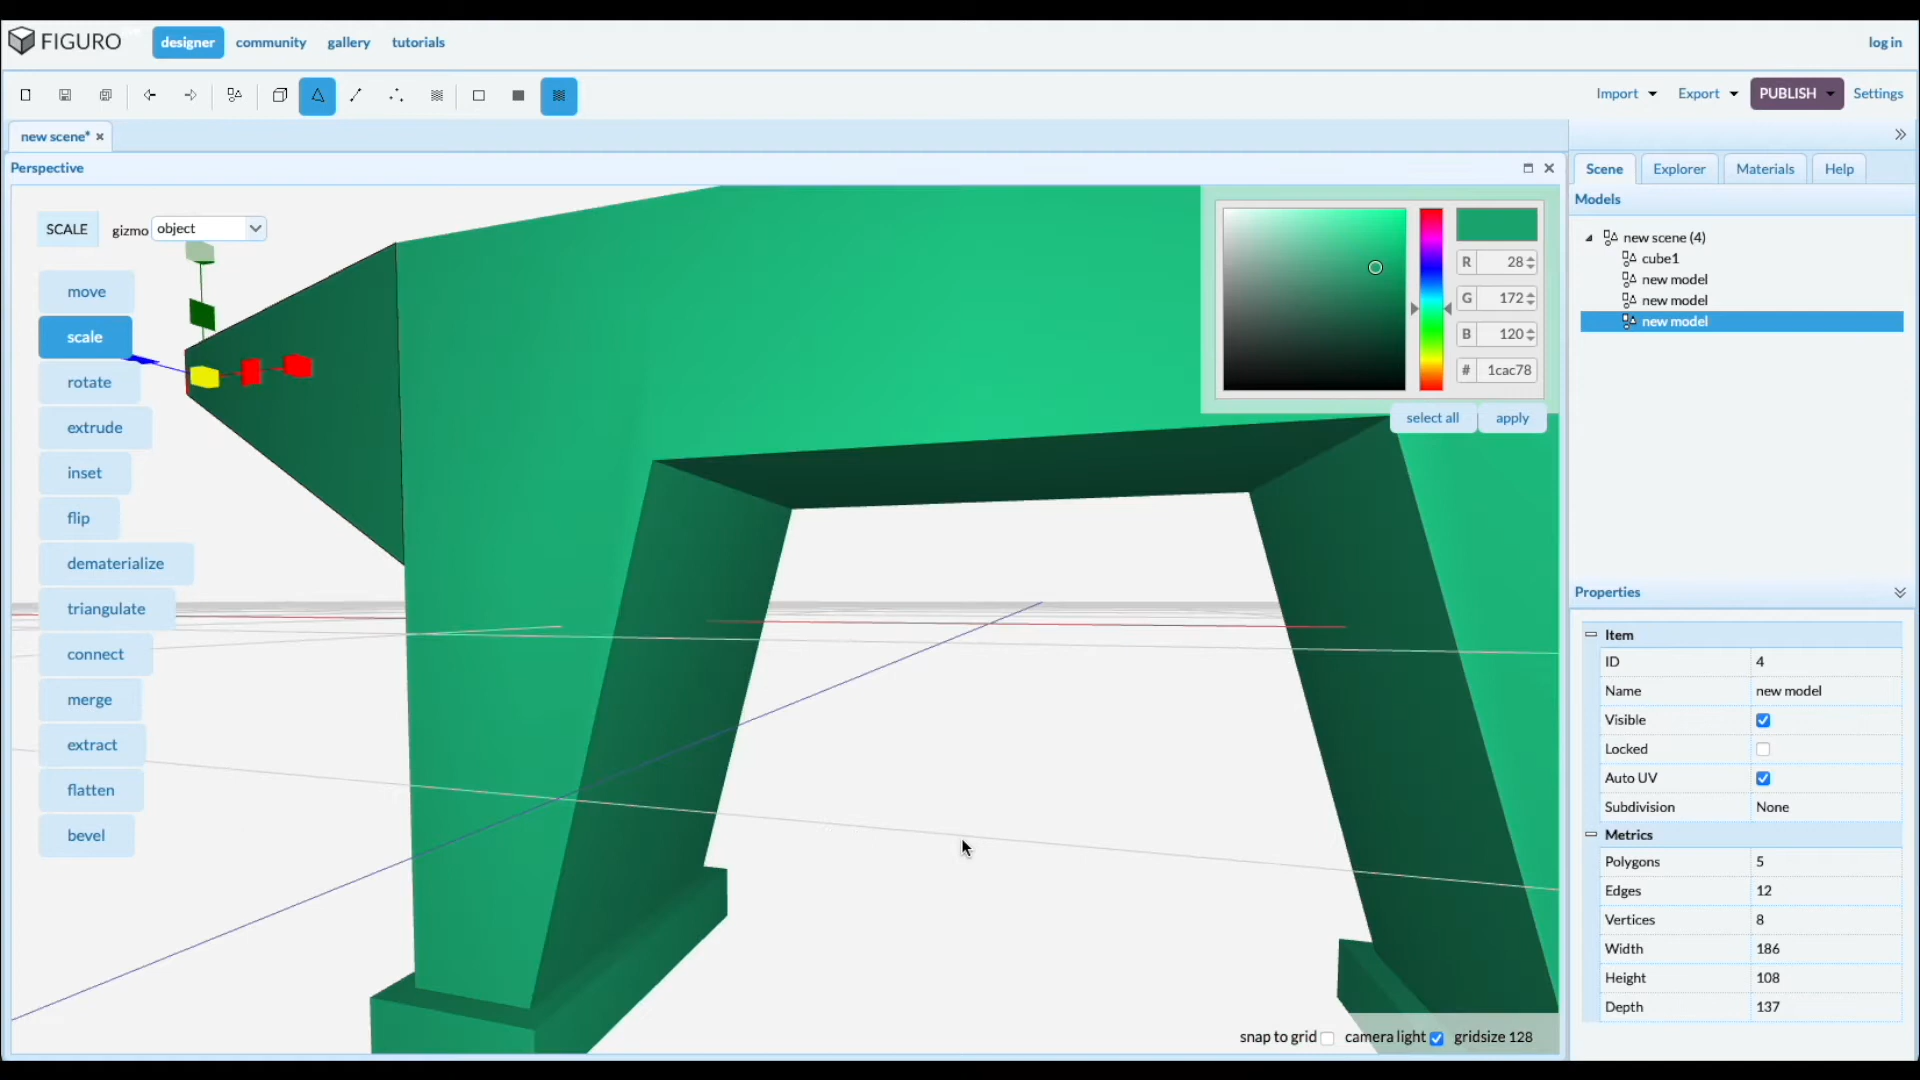 FIGURO
designer
community
gallery
tutorials
log in
Import
Export
PUBLISH
Settings
new scene*
Perspective
SCALE
gizmo
object
move
scale
rotate
extrude
inset
flip
dematerialize
triangulate
connect
merge
extract
flatten
bevel
R 28
G 172
B 120
# 1cac78
select all
apply
snap to grid
camera light
gridsize 128
Scene
Explorer
Materials
Help
Models
new scene (4)
cube1
new model
new model
new model
Properties
Item
ID 4
Name new model
Visible
Locked
Auto UV
Subdivision None
Metrics
Polygons 5
Edges 12
Vertices 8
Width 186
Height 108
Depth 137